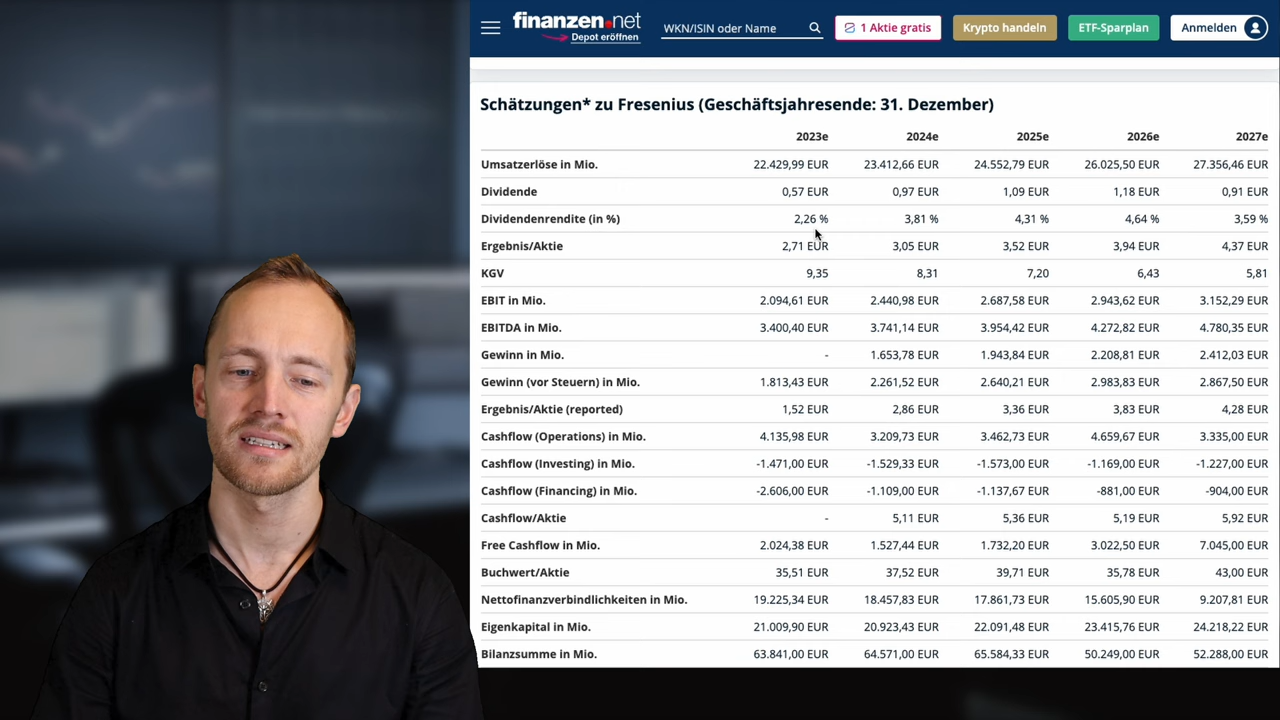 finanzen.net
Depot eröffnen
WKN/ISIN oder Name
1 Aktie gratis
Krypto handeln
ETF-Sparplan
Anmelden
Schätzungen* zu Fresenius (Geschäftsjahresende: 31. Dezember)
2023e 2024e 2025e 2026e 2027e
Umsatzerlöse in Mio. 22.429,99 EUR 23.412,66 EUR 24.552,79 EUR 26.025,50 EUR 27.356,46 EUR
Dividende 0,57 EUR 0,97 EUR 1,09 EUR 1,18 EUR 0,91 EUR
Dividendenrendite (in %) 2,26 % 3,81 % 4,31 % 4,64 % 3,59 %
Ergebnis/Aktie 2,71 EUR 3,05 EUR 3,52 EUR 3,94 EUR 4,37 EUR
KGV 9,35 8,31 7,20 6,43 5,81
EBIT in Mio. 2.094,61 EUR 2.440,98 EUR 2.687,58 EUR 2.943,62 EUR 3.152,29 EUR
EBITDA in Mio. 3.400,40 EUR 3.741,14 EUR 3.954,42 EUR 4.272,82 EUR 4.780,35 EUR
Gewinn in Mio. - 1.653,78 EUR 1.943,84 EUR 2.208,81 EUR 2.412,03 EUR
Gewinn (vor Steuern) in Mio. 1.813,43 EUR 2.261,52 EUR 2.640,21 EUR 2.983,83 EUR 2.867,50 EUR
Ergebnis/Aktie (reported) 1,52 EUR 2,86 EUR 3,36 EUR 3,83 EUR 4,28 EUR
Cashflow (Operations) in Mio. 4.135,98 EUR 3.209,73 EUR 3.462,73 EUR 4.659,67 EUR 3.335,00 EUR
Cashflow (Investing) in Mio. -1.471,00 EUR -1.529,33 EUR -1.573,00 EUR -1.169,00 EUR -1.227,00 EUR
Cashflow (Financing) in Mio. -2.606,00 EUR -1.109,00 EUR -1.137,67 EUR -881,00 EUR -904,00 EUR
Cashflow/Aktie - 5,11 EUR 5,36 EUR 5,19 EUR 5,92 EUR
Free Cashflow in Mio. 2.024,38 EUR 1.527,44 EUR 1.732,20 EUR 3.022,50 EUR 7.045,00 EUR
Buchwert/Aktie 35,51 EUR 37,52 EUR 39,71 EUR 35,78 EUR 43,00 EUR
Nettofinanzverbindlichkeiten in Mio. 19.225,34 EUR 18.457,83 EUR 17.861,73 EUR 15.605,90 EUR 9.207,81 EUR
Eigenkapital in Mio. 21.009,90 EUR 20.923,43 EUR 22.091,48 EUR 23.415,76 EUR 24.218,22 EUR
Bilanzsumme in Mio. 63.841,00 EUR 64.571,00 EUR 65.584,33 EUR 50.249,00 EUR 52.288,00 EUR